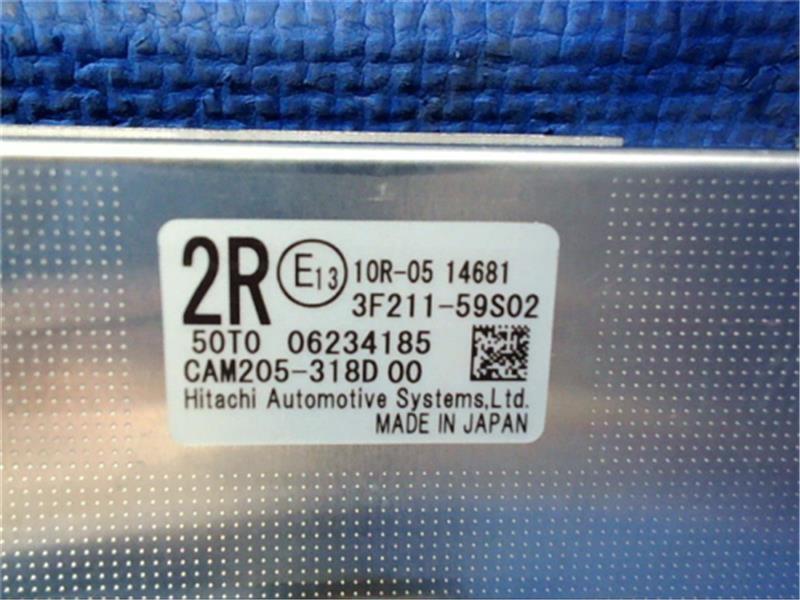 2R E13 10R-05 14681
3F211-59S02
50T0 06234185
CAM205-318D 00
Hitachi Automotive Systems,Ltd.
MADE IN JAPAN